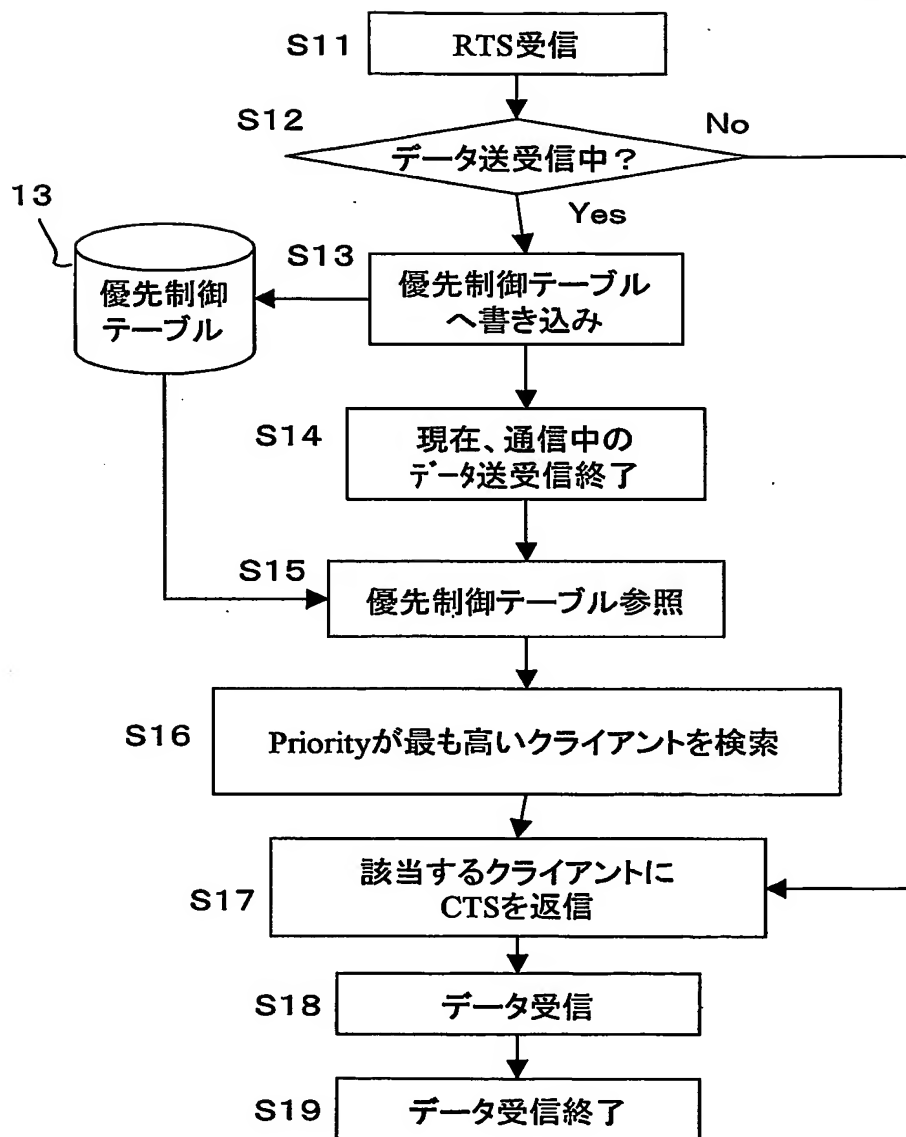 S11
RTS受信
S12
データ送受信中？
No
Yes
13
優先制御
テーブル
S13
優先制御テーブル
へ書き込み
S14
現在、通信中の
データ送受信終了
S15
優先制御テーブル参照
S16
Priorityが最も高いクライアントを検索
S17
該当するクライアントに
CTSを返信
S18
データ受信
S19
データ受信終了